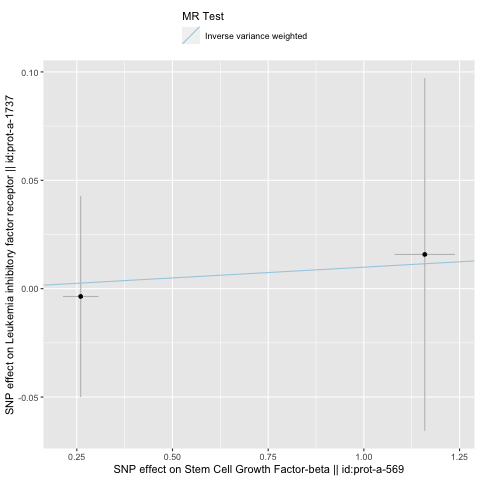 MR Test
Inverse variance weighted
SNP effect on Leukemia inhibitory factor receptor || id:prot-a-1737
0.10
0.05
0.00
-0.05
0.25
0.50
0.75
1.00
1.25
SNP effect on Stem Cell Growth Factor-beta || id:prot-a-569